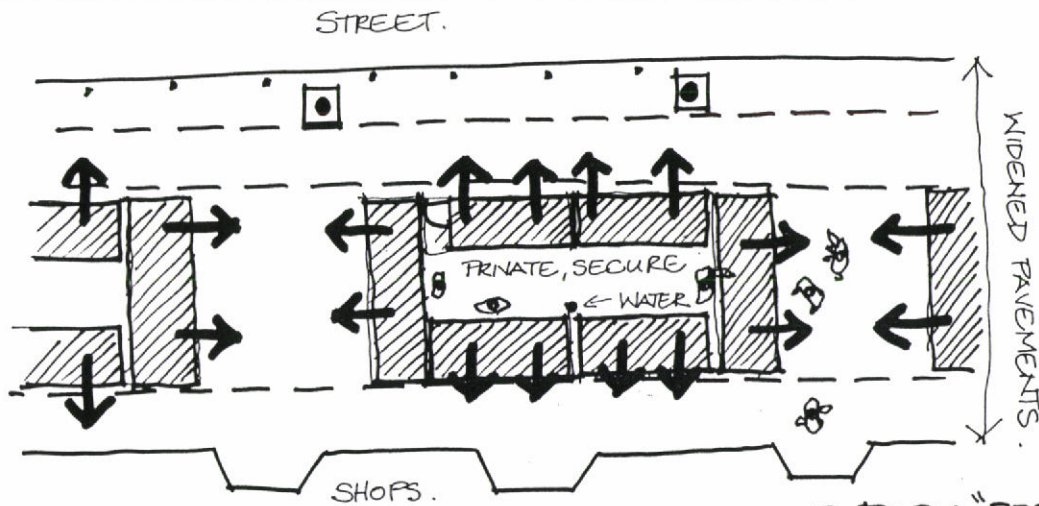 STREET.
WIDENED PAVEMENTS.
PRIVATE, SECURE
← WATER
SHOPS.